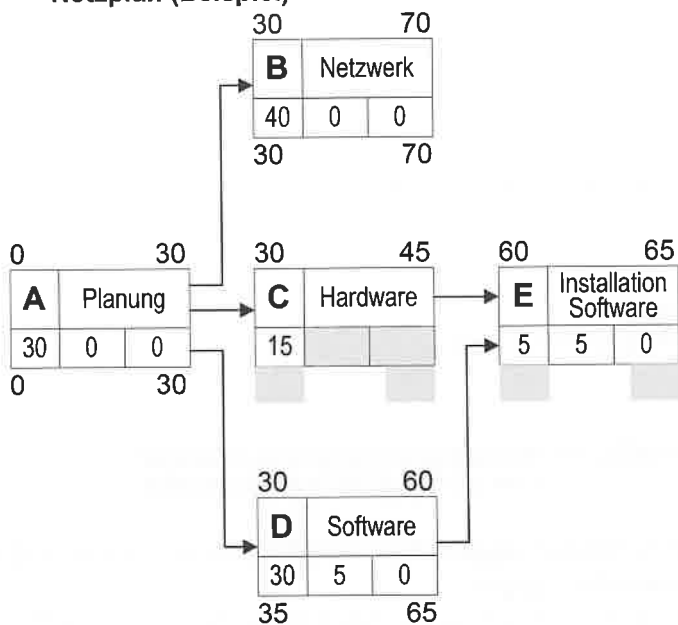 Netzplan (Beispiel)
30 70
B Netzwerk
40 0 0
30 70
0 30
A Planung
30 0 0
0 30
30 45
C Hardware
15
60 65
E Installation Software
5 5 0
30 60
D Software
30 5 0
35 65